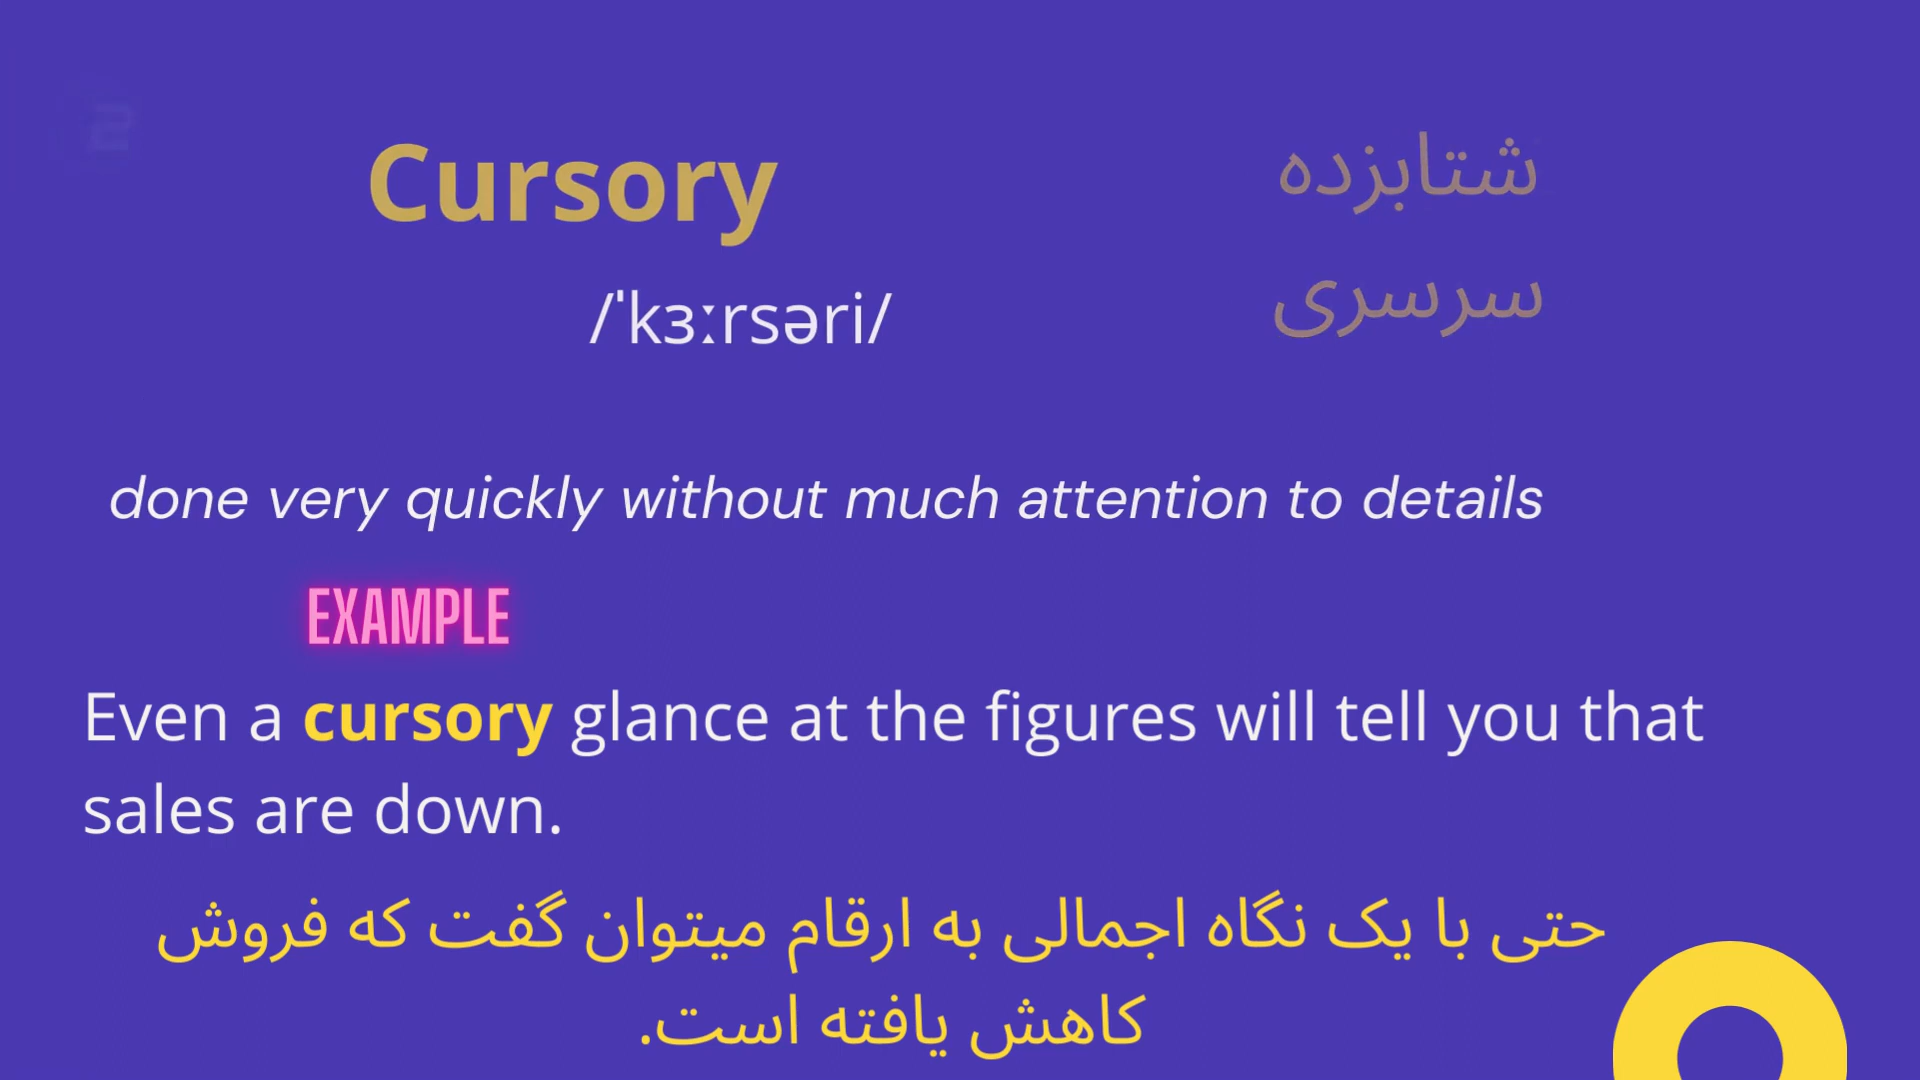 2
Cursory
شتابزده
/ˈkɜːrsəri/
سرسری
done very quickly without much attention to details
EXAMPLE
Even a cursory glance at the figures will tell you that
sales are down.
حتی با یک نگاه اجمالی به ارقام میتوان گفت که فروش
کاهش یافته است.